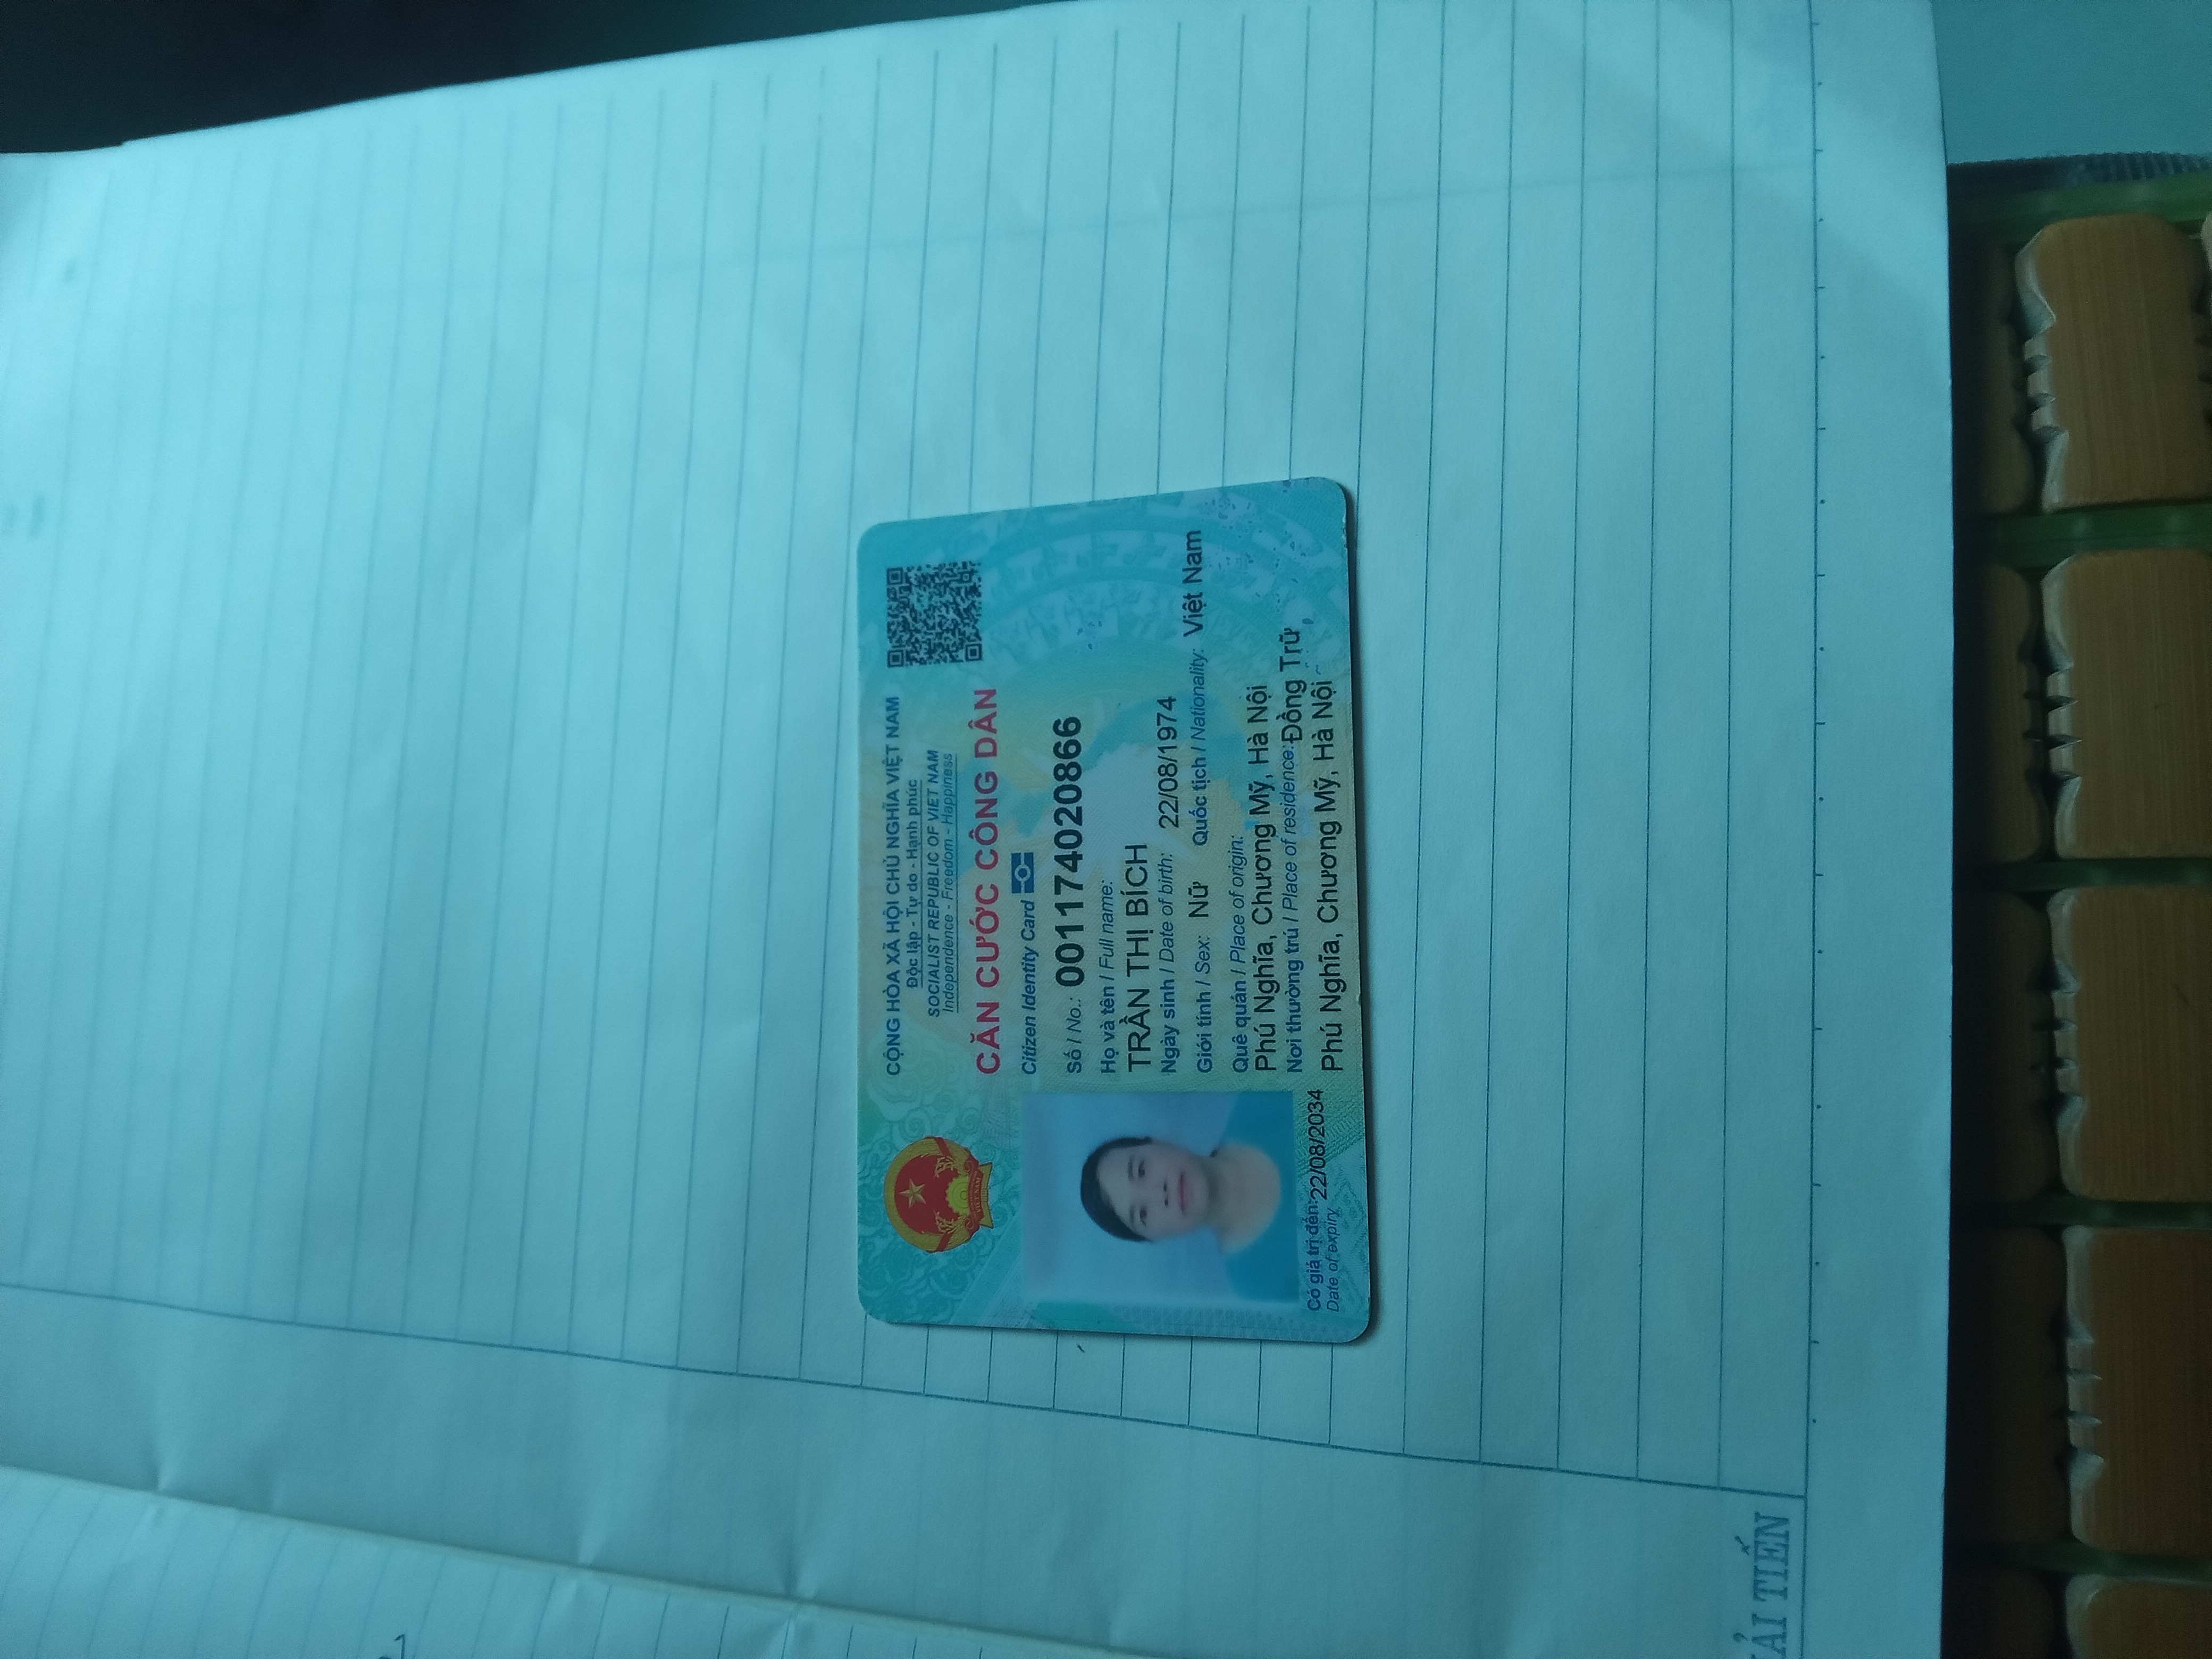 CỘNG HÒA XÃ HỘI CHỦ NGHĨA VIỆT NAM
Độc lập - Tự do - Hạnh phúc
SOCIALIST REPUBLIC OF VIET NAM
Independence - Freedom - Happiness
CĂN CƯỚC CÔNG DÂN
Citizen Identity Card
Số / No.: 001174020866
Họ và tên / Full name:
TRẦN THỊ BÍCH
Ngày sinh / Date of birth: 22/08/1974
Giới tính / Sex: Nữ Quốc tịch / Nationality: Việt Nam
Quê quán / Place of origin:
Phú Nghĩa, Chương Mỹ, Hà Nội
Nơi thường trú / Place of residence: Đồng Trữ
Phú Nghĩa, Chương Mỹ, Hà Nội
Có giá trị đến: 22/08/2034
Date of expiry
VIỆT NAM
TIẾN